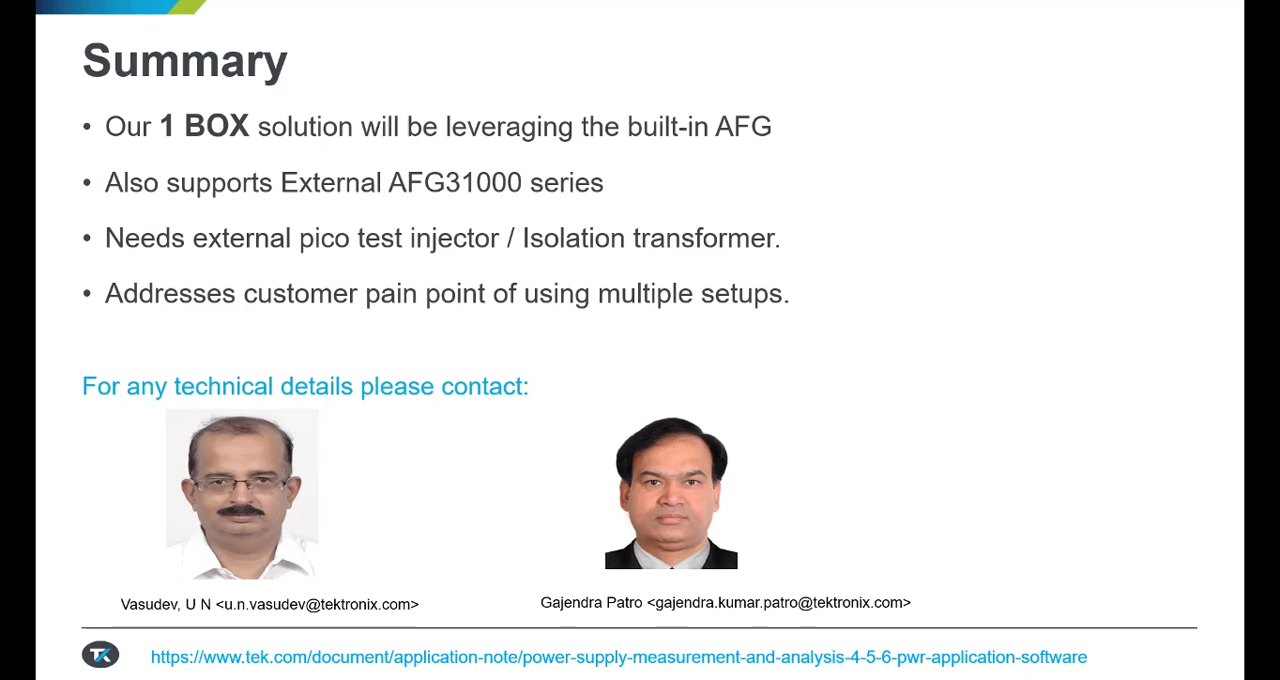 Summary
• Our 1 BOX solution will be leveraging the built-in AFG
• Also supports External AFG31000 series
• Needs external pico test injector / Isolation transformer.
• Addresses customer pain point of using multiple setups.
For any technical details please contact:
Vasudev, U N <u.n.vasudev@tektronix.com>
Gajendra Patro <gajendra.kumar.patro@tektronix.com>
https://www.tek.com/document/application-note/power-supply-measurement-and-analysis-4-5-6-pwr-application-software